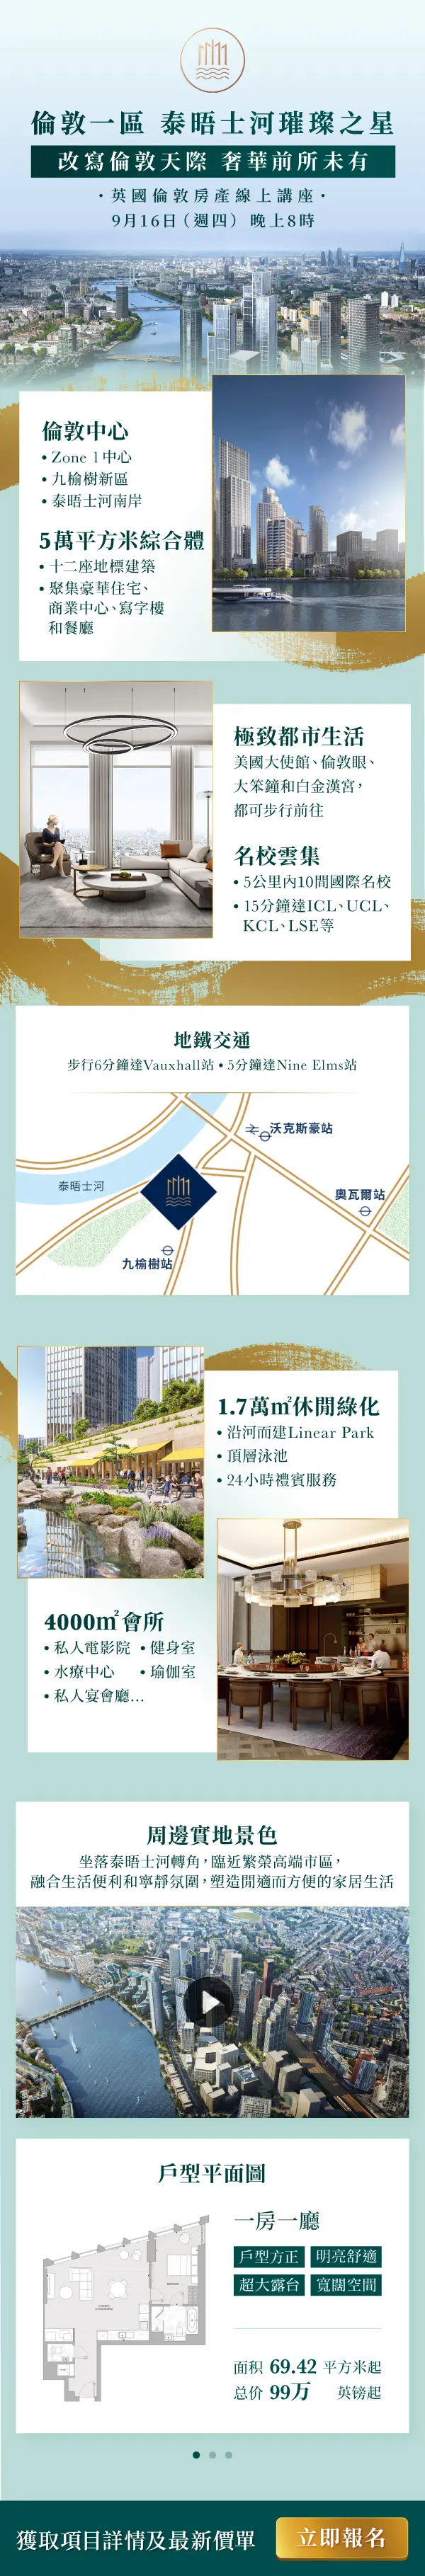 倫敦一區 泰晤士河璀璨之星
改寫倫敦天際 奢華前所未有
·英國倫敦房產線上講座·
9月16日（週四） 晚上8時
倫敦中心
• Zone 1中心
• 九榆樹新區
• 泰晤士河南岸
5萬平方米綜合體
• 十二座地標建築
• 聚集豪華住宅、
商業中心、寫字樓
和餐廳
極致都市生活
美國大使館、倫敦眼、
大笨鐘和白金漢宮，
都可步行前往
名校雲集
• 5公里內10間國際名校
• 15分鐘達ICL、UCL、
KCL、LSE等
地鐵交通
步行6分鐘達Vauxhall站 • 5分鐘達Nine Elms站
沃克斯豪站
泰晤士河
奧瓦爾站
九榆樹站
1.7萬㎡休閒綠化
• 沿河而建Linear Park
• 頂層泳池
• 24小時禮賓服務
4000㎡會所
• 私人電影院 • 健身室
• 水療中心 • 瑜伽室
• 私人宴會廳...
周邊實地景色
坐落泰晤士河轉角，臨近繁榮高端市區，
融合生活便利和寧靜氛圍，塑造閒適而方便的家居生活
戶型平面圖
一房一廳
戶型方正 明亮舒適
超大露台 寬闊空間
面积 69.42 平方米起
总价 99万 英镑起
獲取項目詳情及最新價單
立即報名